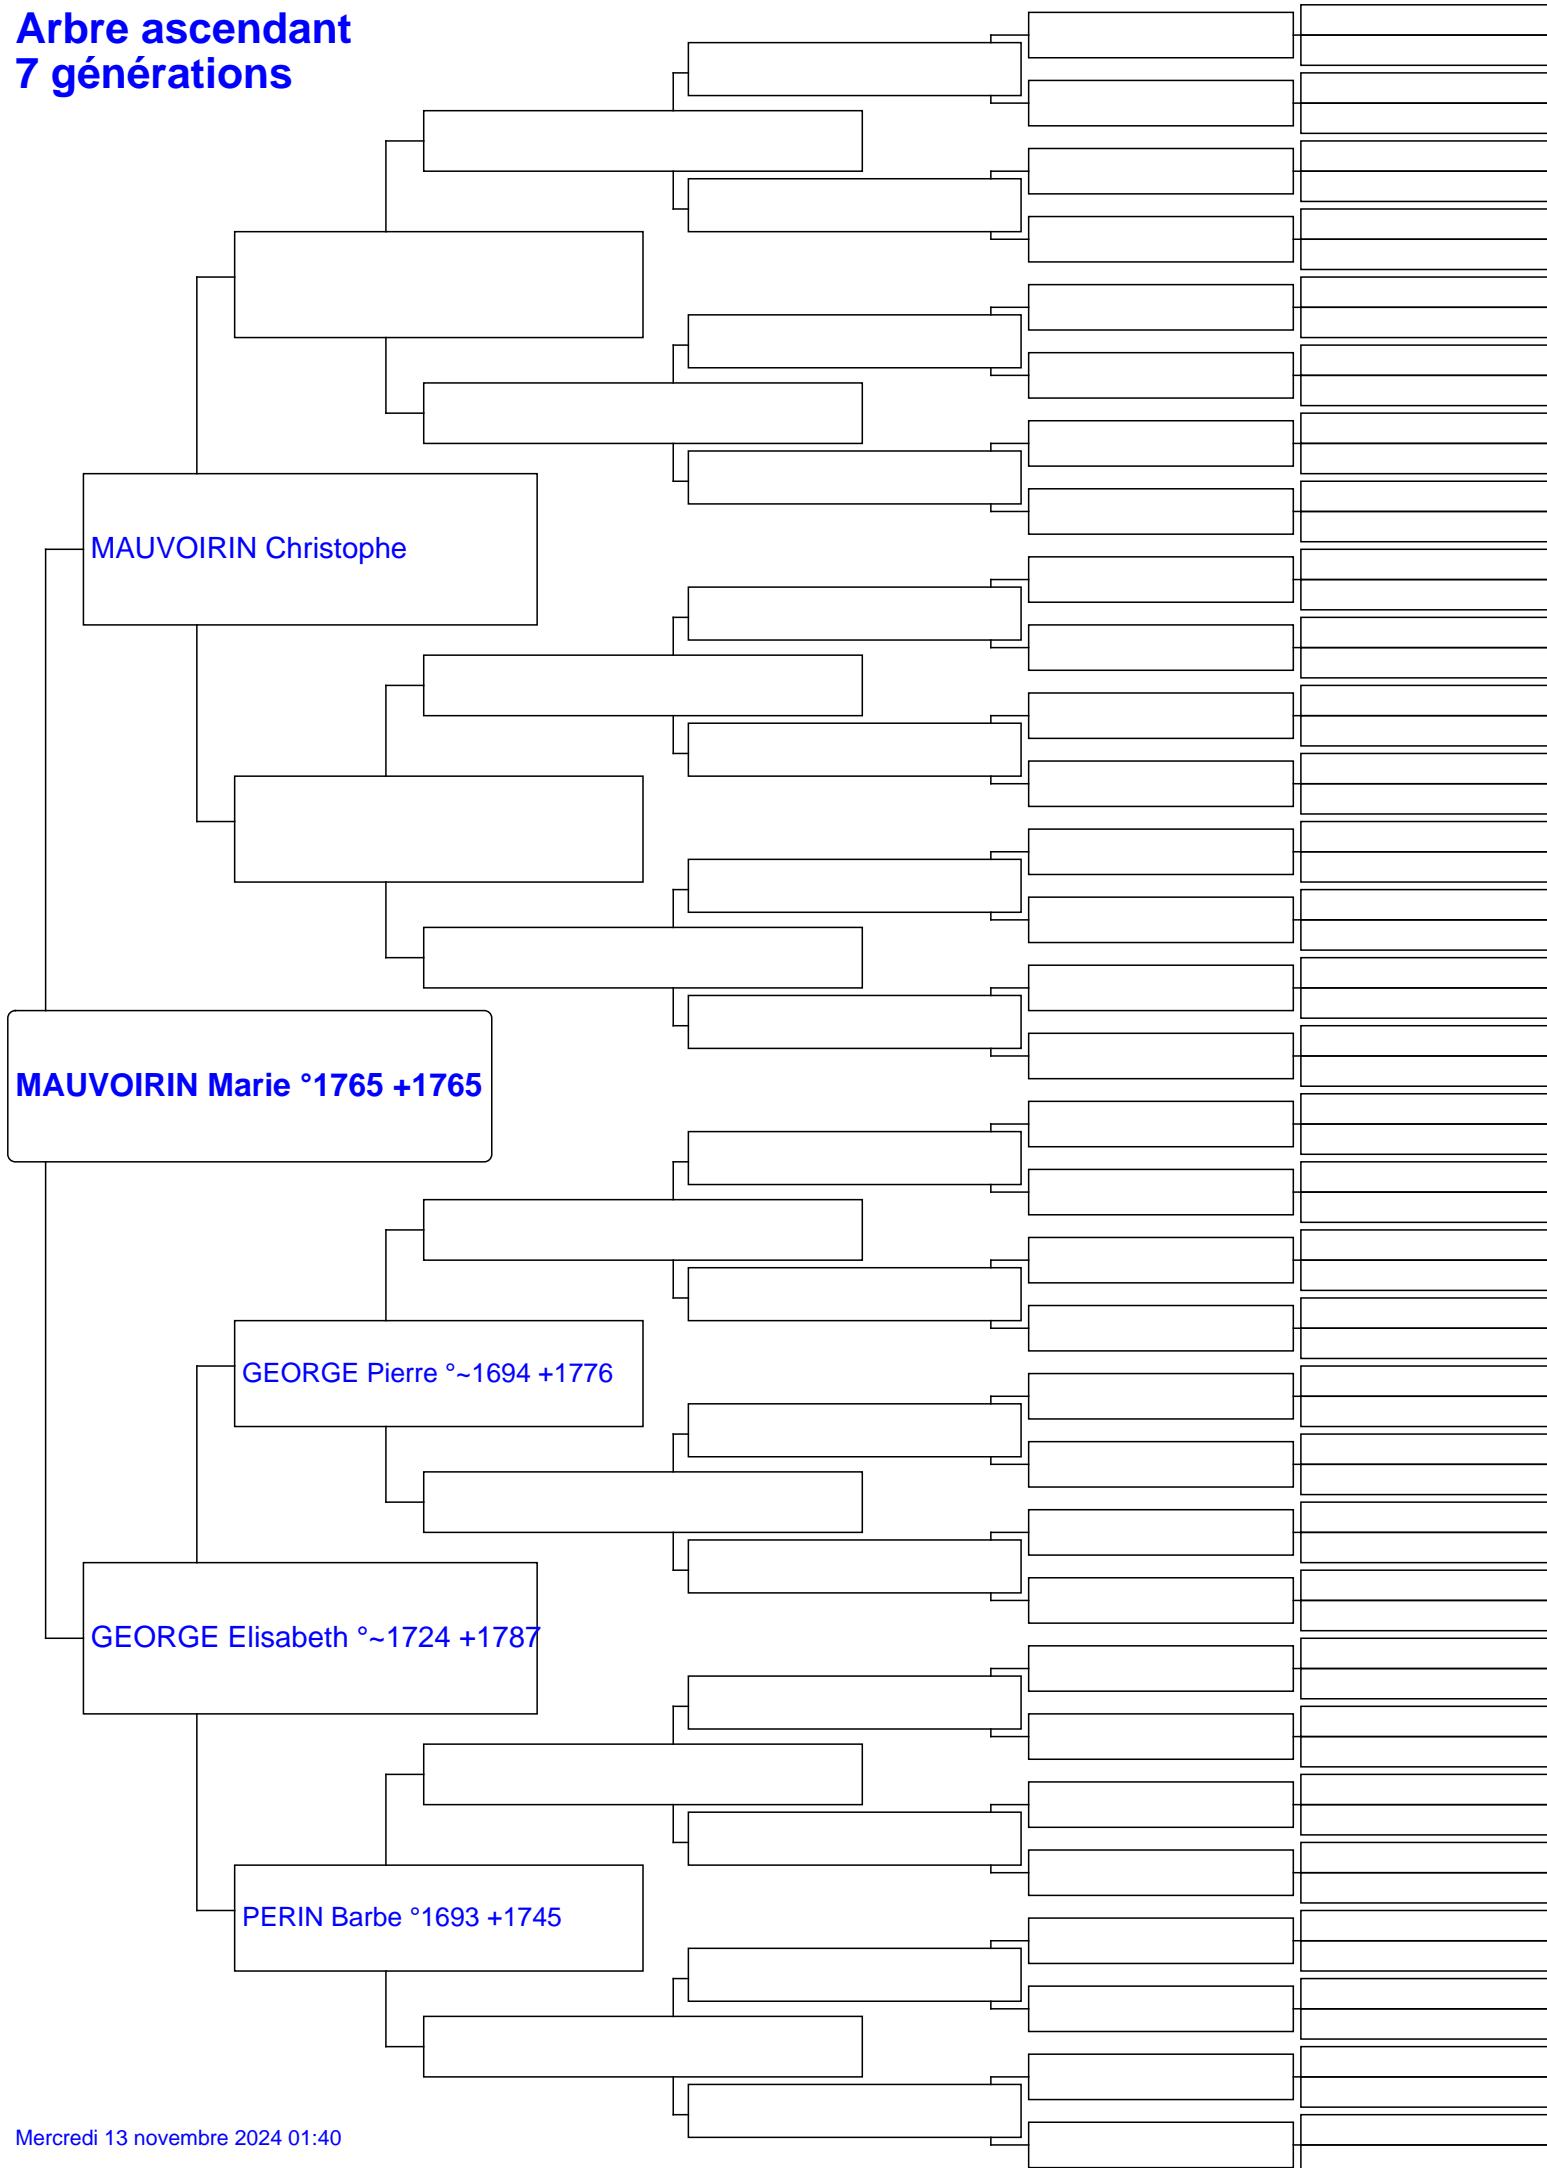 Arbre ascendant
7 générations
MAUVOIRIN Christophe
MAUVOIRIN Marie °1765 +1765
GEORGE Pierre °~1694 +1776
GEORGE Elisabeth °~1724 +1787
PERIN Barbe °1693 +1745
Mercredi 13 novembre 2024 01:40